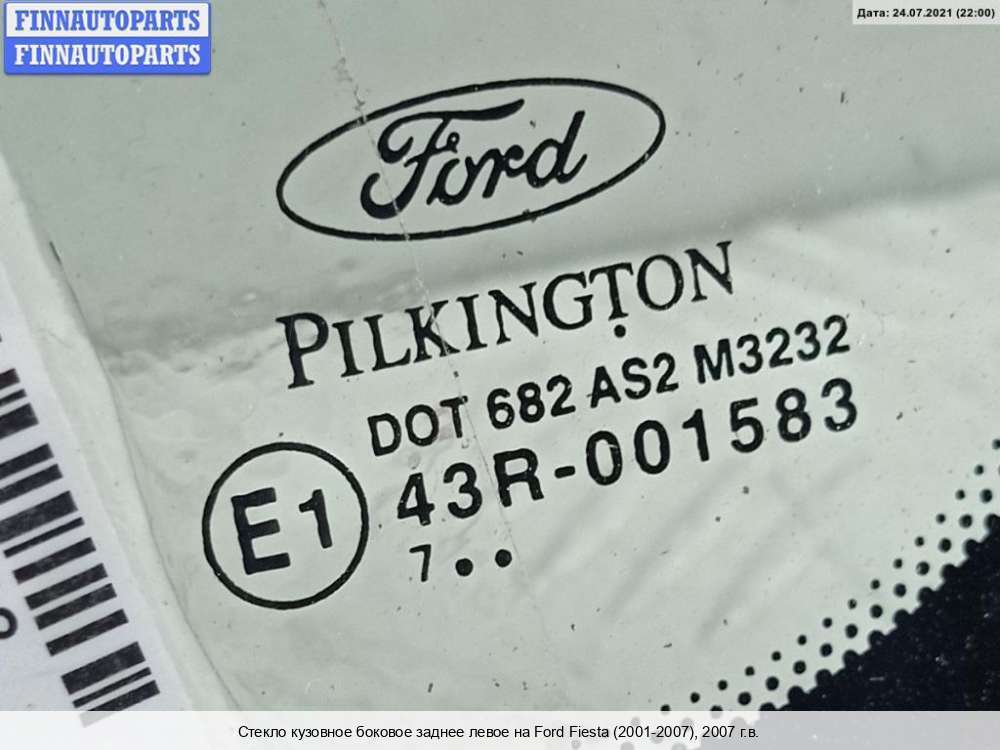 FINNAUTOPARTS
FINNAUTOPARTS
Дата: 24.07.2021 (22:00)
Ford
PILKINGTON
DOT 682 AS2 M3232
E1 43R-001583
7 • •
Стекло кузовное боковое заднее левое на Ford Fiesta (2001-2007), 2007 г.в.